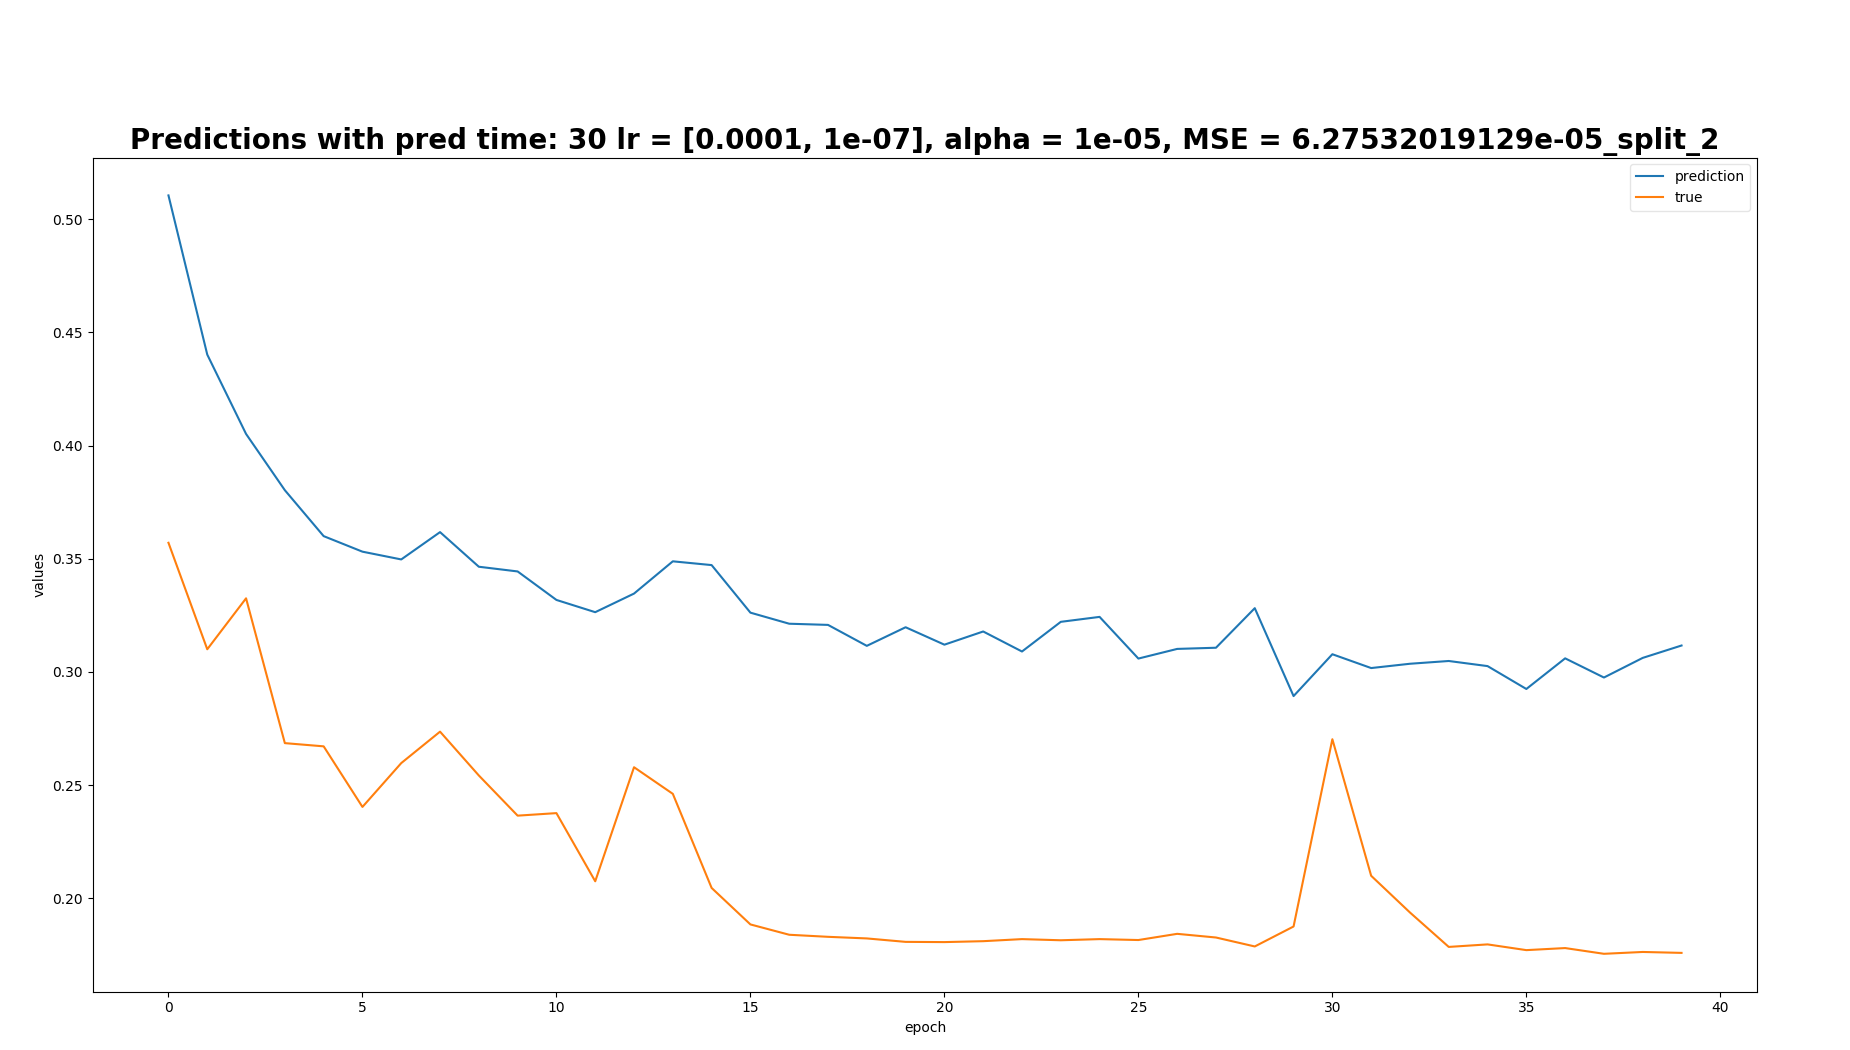 Predictions with pred time: 30 lr = [0.0001, 1e-07], alpha = 1e-05, MSE = 6.27532019129e-05_split_2
prediction
true
0.50
0.45
0.40
0.35
0.30
0.25
0.20
values
0 5 10 15 20 25 30 35 40
epoch